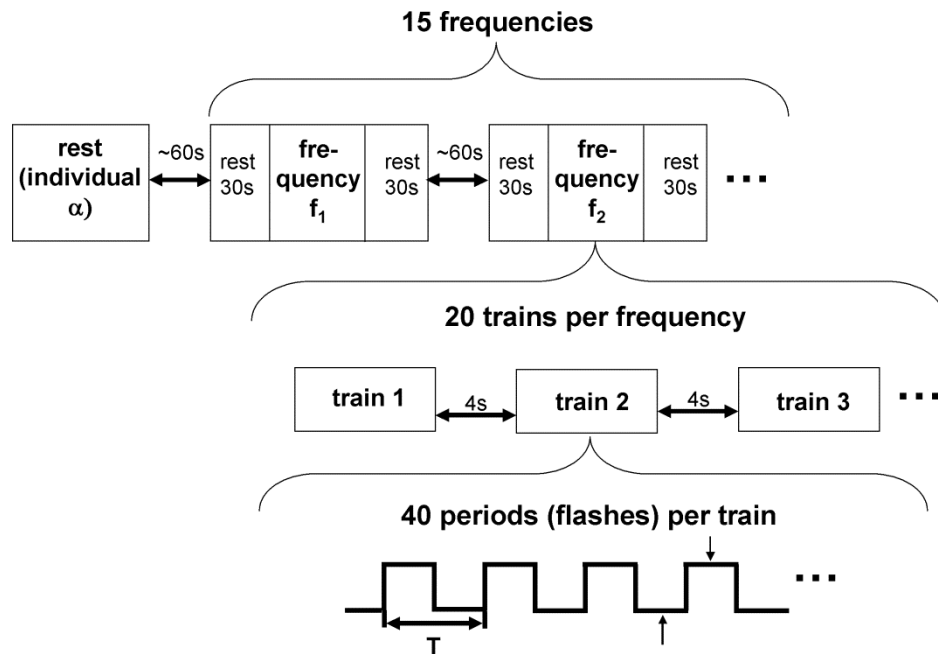 15 frequencies
rest
(individual
α)
~60s
rest
30s
fre-
quency
f1
rest
30s
~60s
rest
30s
fre-
quency
f2
rest
30s
...
20 trains per frequency
train 1
4s
train 2
4s
train 3
...
40 periods (flashes) per train
...
T